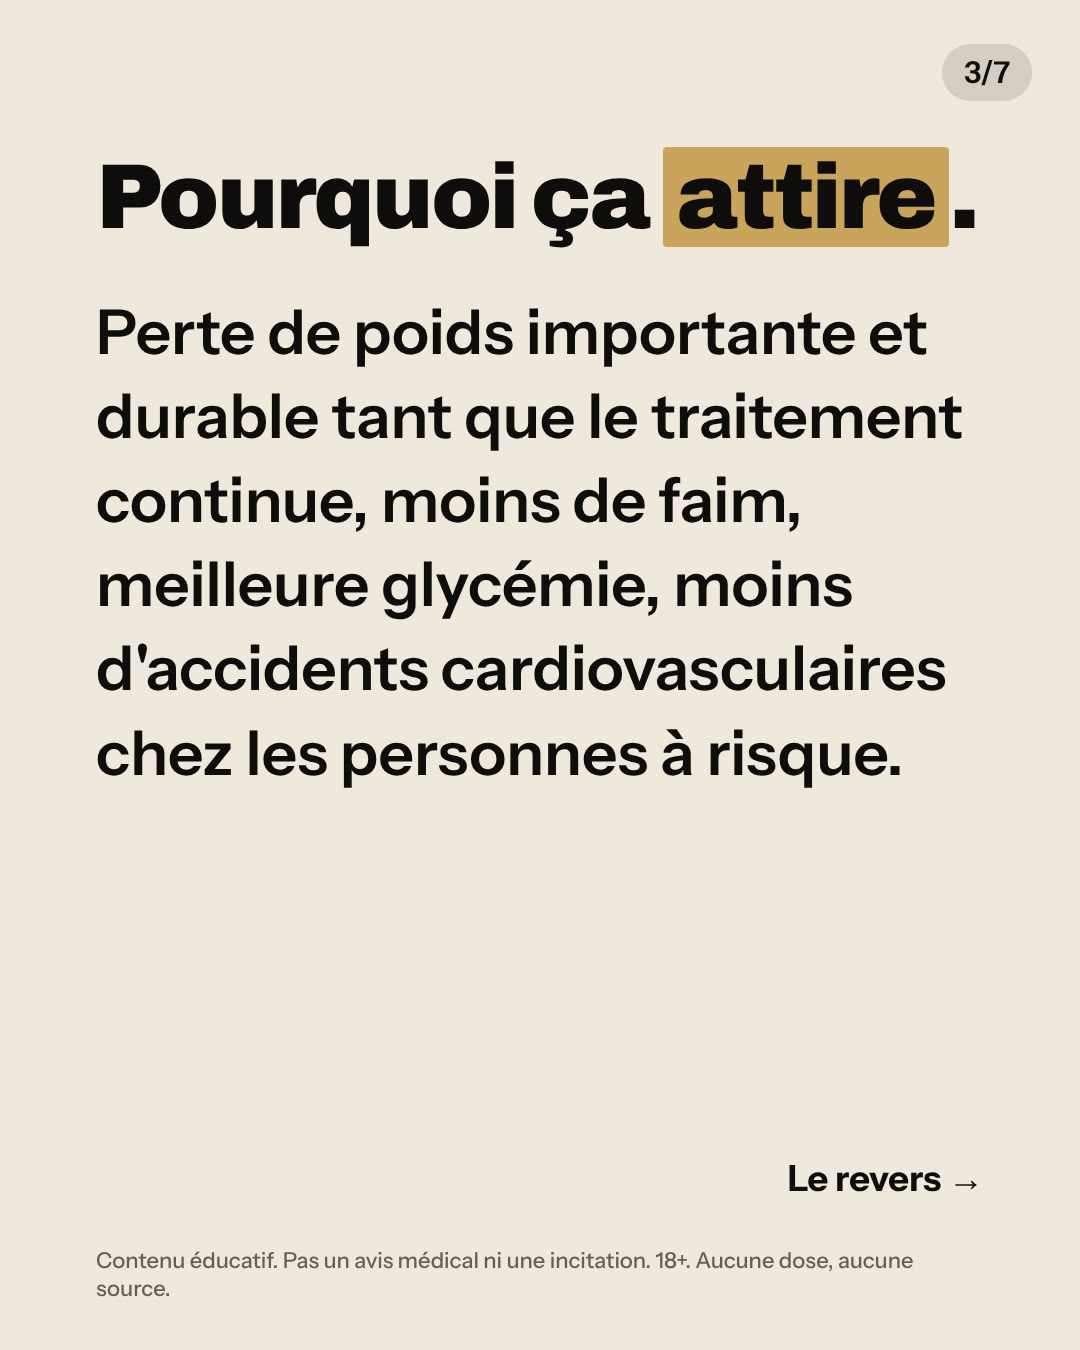 3/7
Pourquoi ça attire.
Perte de poids importante et
durable tant que le traitement
continue, moins de faim,
meilleure glycémie, moins
d'accidents cardiovasculaires
chez les personnes à risque.
Le revers →
Contenu éducatif. Pas un avis médical ni une incitation. 18+. Aucune dose, aucune
source.